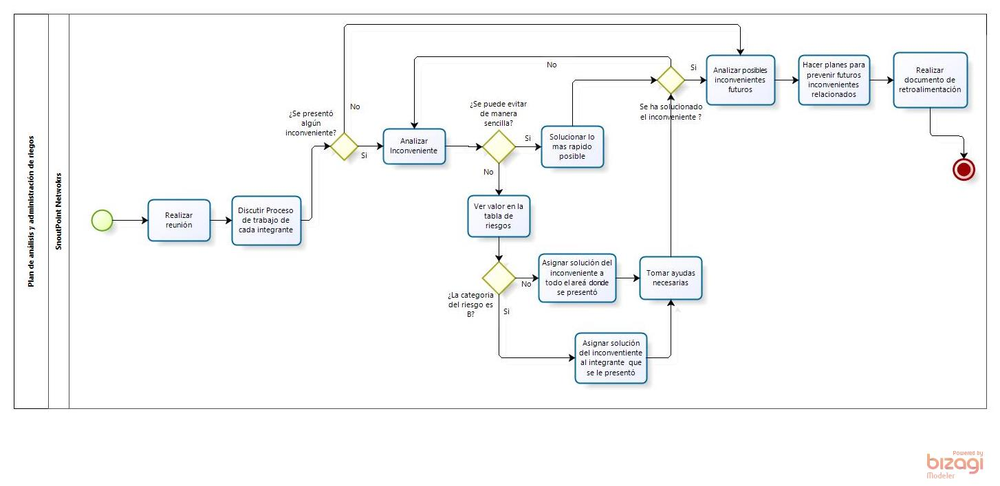 Plan de análisis y administración de riegos
SnoutPoint Netwokrs
Realizar
reunión
Discutir Proceso
de trabajo de
cada integrante
¿Se presentó
algún
inconveniente?
No
Si
Analizar
Inconveniente
¿Se puede evitar
de manera
sencilla?
Si
No
Solucionar lo
mas rapido
posible
No
Se ha solucionado
el inconveniente ?
Si
Ver valor en la
tabla de
riesgos
¿La categoria
del riesgo es
B?
No
Si
Asignar solución del
inconveniente a
todo el areá donde
se presentó
Asignar solución
del inconventiente
al integrante que
se le presentó
Tomar ayudas
necesarias
Analizar posibles
inconvenientes
futuros
Hacer planes para
prevenir futuros
inconvenientes
relacionados
Realizar
documento de
retroalimentación
Powered by
bizagi
Modeler